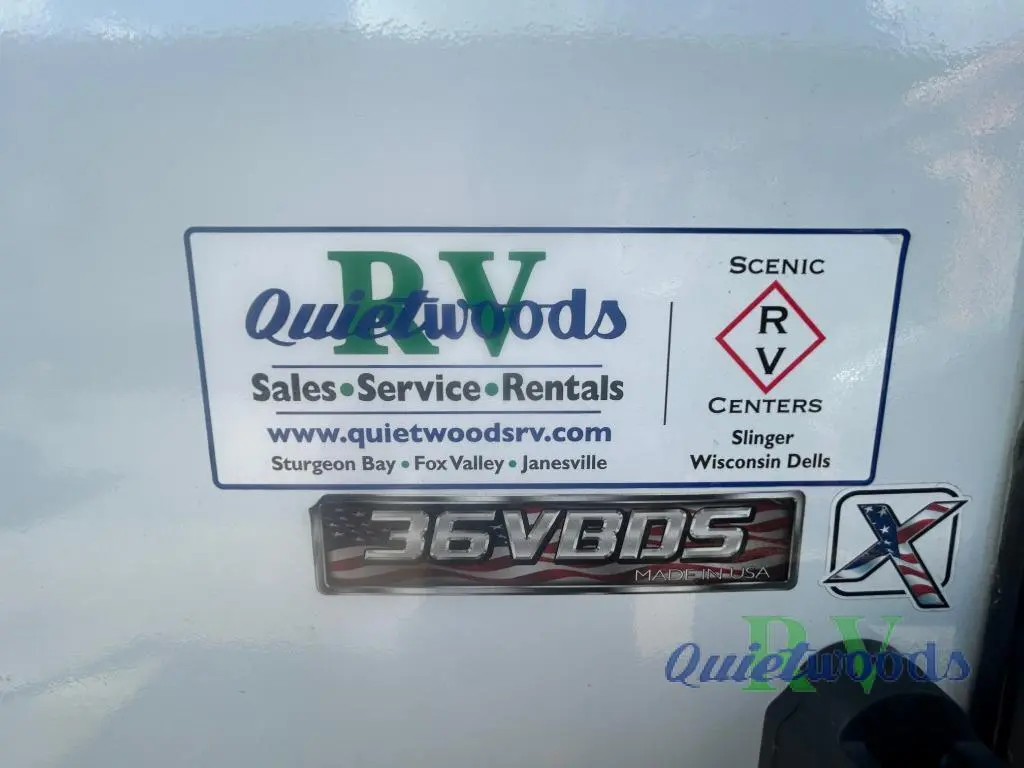 RV
Quietwoods
Sales•Service•Rentals
www.quietwoodsrv.com
Sturgeon Bay • Fox Valley • Janesville
SCENIC
R
V
CENTERS
Slinger
Wisconsin Dells
36VBDS
MADE IN USA
X
RV
Quietwoods